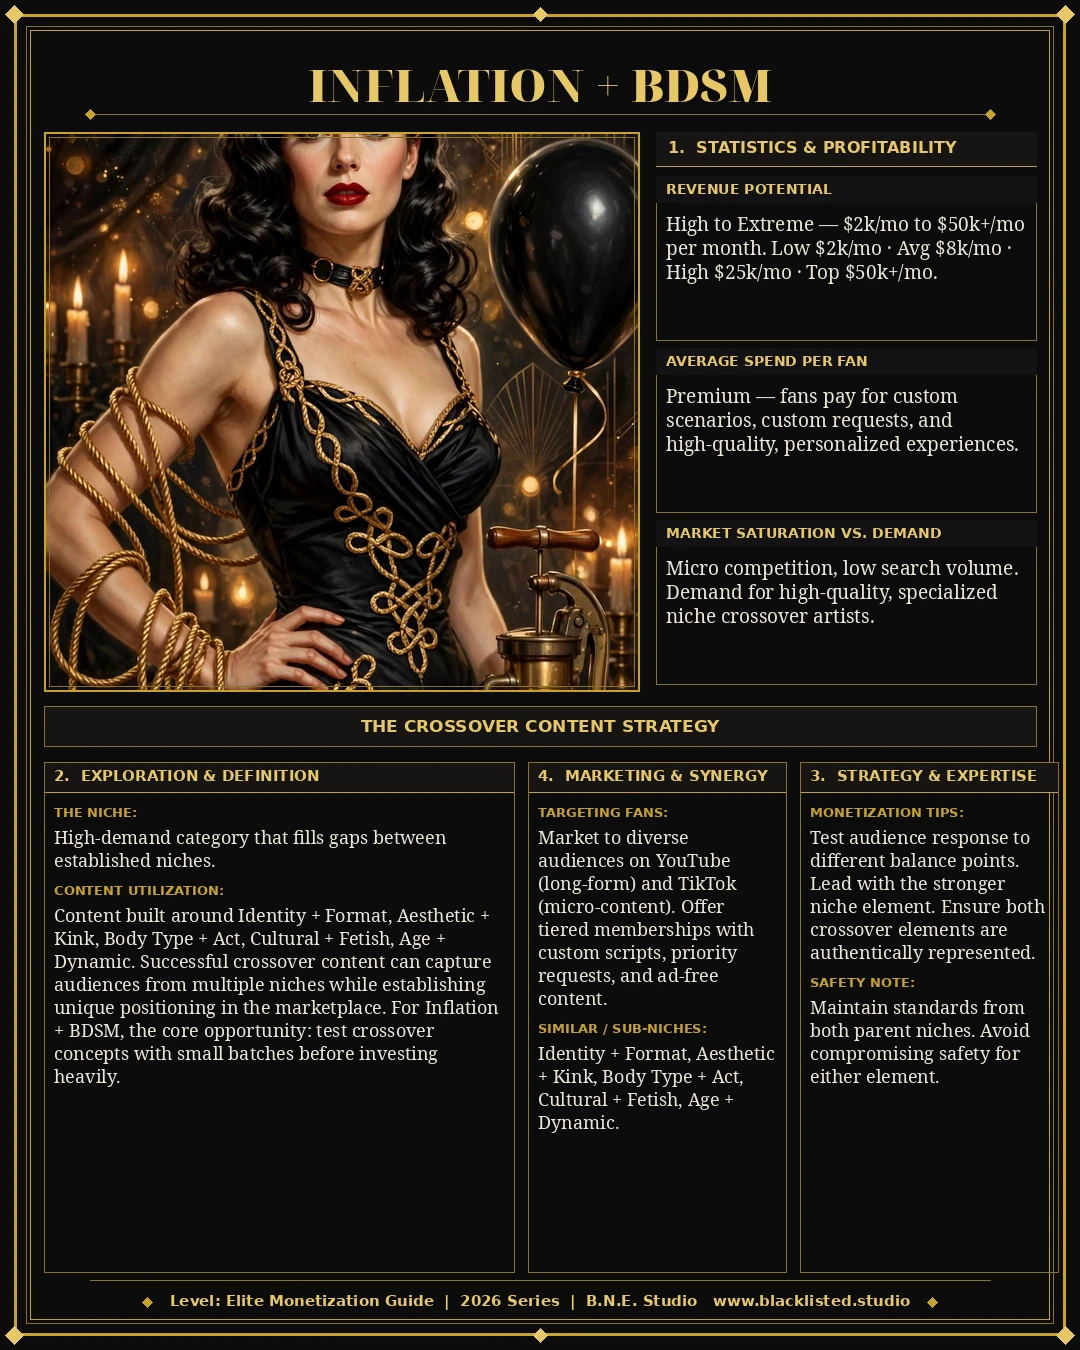 INFLATION + BDSM
1. STATISTICS & PROFITABILITY
REVENUE POTENTIAL
High to Extreme — $2k/mo to $50k+/mo
per month. Low $2k/mo · Avg $8k/mo ·
High $25k/mo · Top $50k+/mo.
AVERAGE SPEND PER FAN
Premium — fans pay for custom
scenarios, custom requests, and
high-quality, personalized experiences.
MARKET SATURATION VS. DEMAND
Micro competition, low search volume.
Demand for high-quality, specialized
niche crossover artists.
THE CROSSOVER CONTENT STRATEGY
2. EXPLORATION & DEFINITION
THE NICHE:
High-demand category that fills gaps between
established niches.
CONTENT UTILIZATION:
Content built around Identity + Format, Aesthetic +
Kink, Body Type + Act, Cultural + Fetish, Age +
Dynamic. Successful crossover content can capture
audiences from multiple niches while establishing
unique positioning in the marketplace. For Inflation
+ BDSM, the core opportunity: test crossover
concepts with small batches before investing
heavily.
4. MARKETING & SYNERGY
TARGETING FANS:
Market to diverse
audiences on YouTube
(long-form) and TikTok
(micro-content). Offer
tiered memberships with
custom scripts, priority
requests, and ad-free
content.
SIMILAR / SUB-NICHES:
Identity + Format, Aesthetic
+ Kink, Body Type + Act,
Cultural + Fetish, Age +
Dynamic.
3. STRATEGY & EXPERTISE
MONETIZATION TIPS:
Test audience response to
different balance points.
Lead with the stronger
niche element. Ensure both
crossover elements are
authentically represented.
SAFETY NOTE:
Maintain standards from
both parent niches. Avoid
compromising safety for
either element.
Level: Elite Monetization Guide | 2026 Series | B.N.E. Studio www.blacklisted.studio